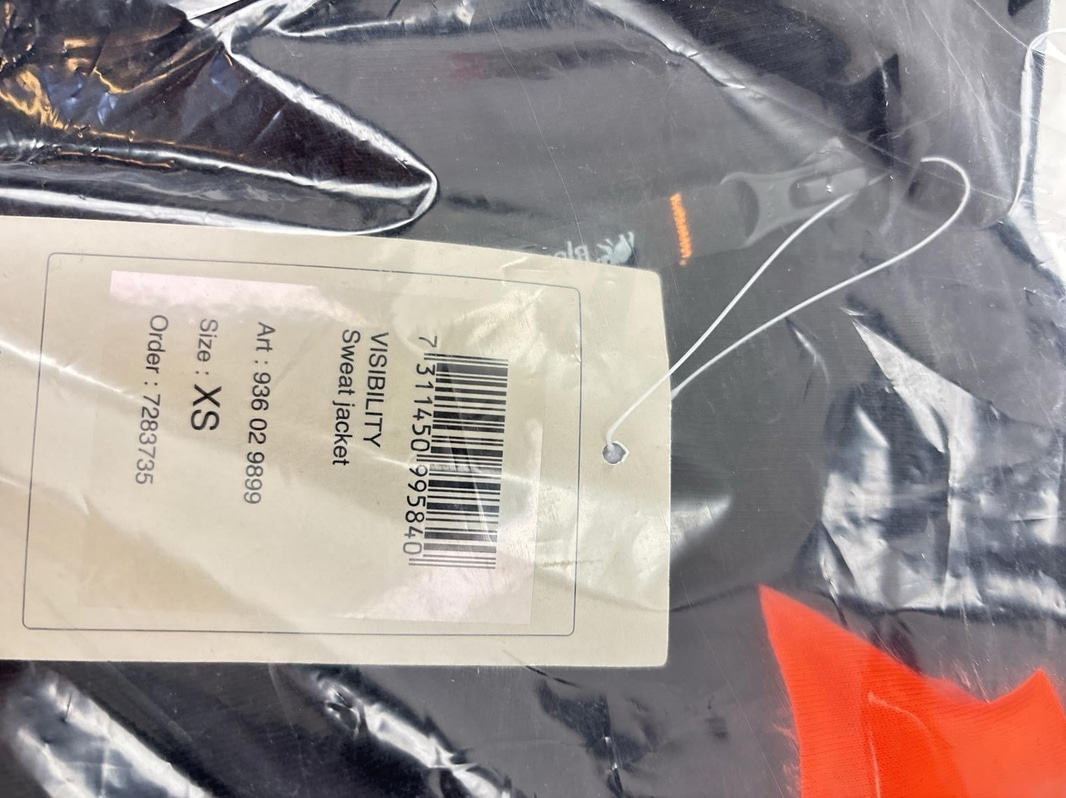 7 311450 995840
VISIBILITY
Sweat jacket
Art : 936 02 9899
Size : XS
Order : 7283735